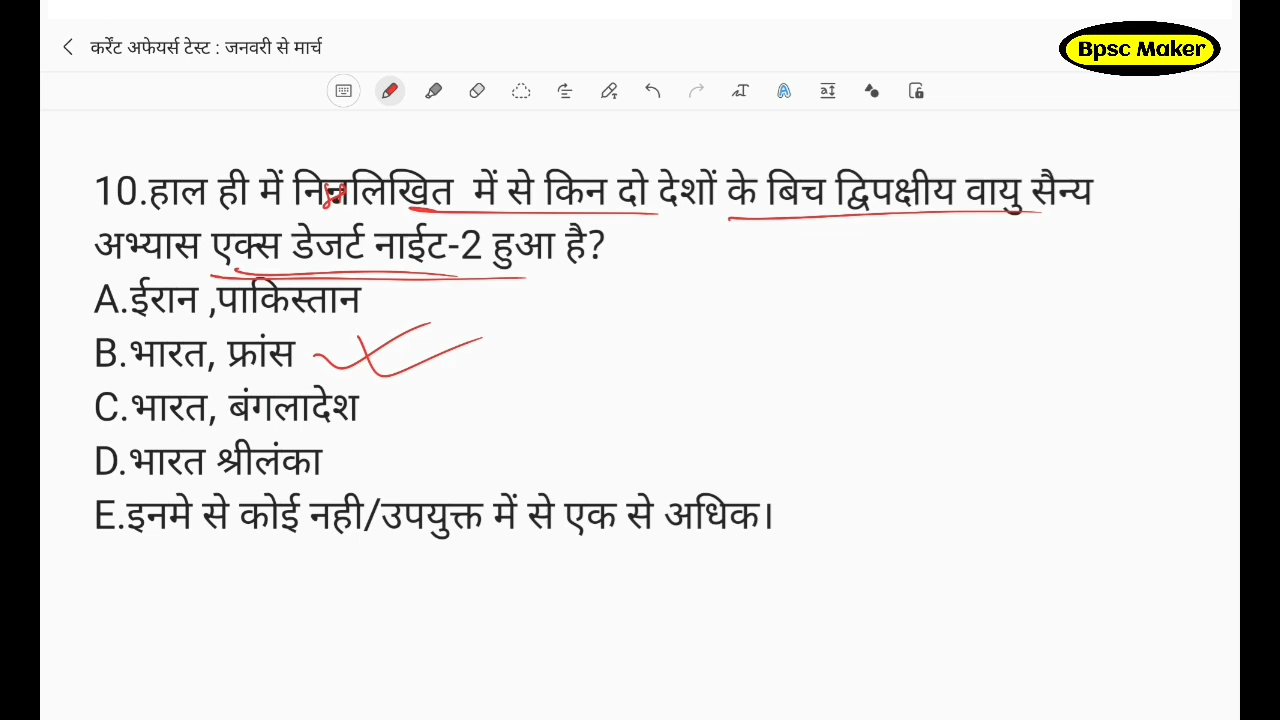 कर्रेंट अफेयर्स टेस्ट : जनवरी से मार्च
Bpsc Maker
10.हाल ही में निम्नलिखित में से किन दो देशों के बिच द्विपक्षीय वायु सैन्य
अभ्यास एक्स डेजर्ट नाईट-2 हुआ है?
A.ईरान ,पाकिस्तान
B.भारत, फ्रांस
C.भारत, बंगलादेश
D.भारत श्रीलंका
E.इनमे से कोई नही/उपयुक्त में से एक से अधिक।